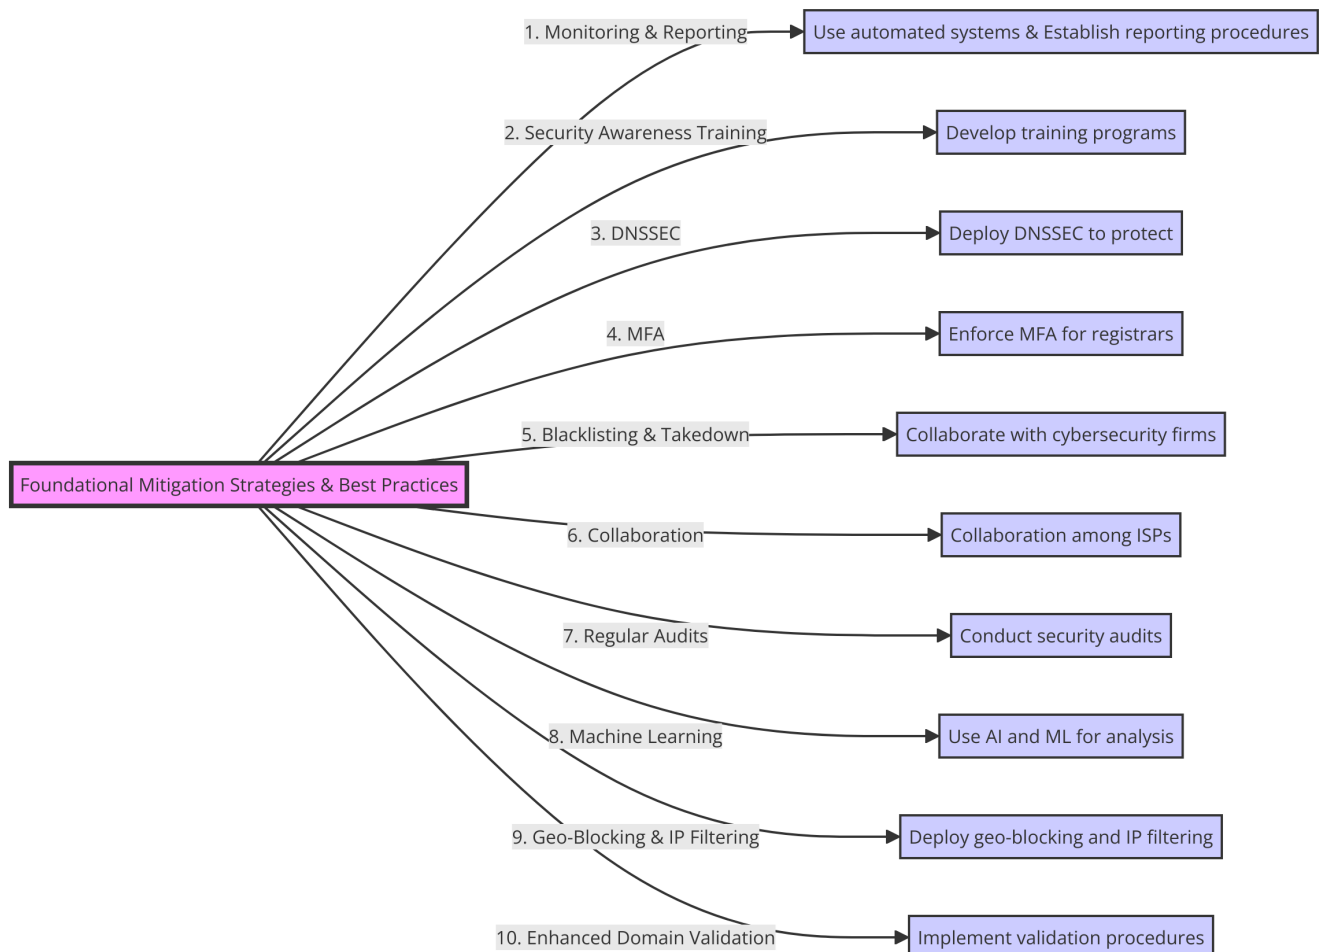 1. Monitoring & Reporting
Use automated systems & Establish reporting procedures
2. Security Awareness Training
Develop training programs
3. DNSSEC
Deploy DNSSEC to protect
4. MFA
Enforce MFA for registrars
5. Blacklisting & Takedown
Collaborate with cybersecurity firms
Foundational Mitigation Strategies & Best Practices
6. Collaboration
Collaboration among ISPs
7. Regular Audits
Conduct security audits
8. Machine Learning
Use AI and ML for analysis
9. Geo-Blocking & IP Filtering
Deploy geo-blocking and IP filtering
10. Enhanced Domain Validation
Implement validation procedures